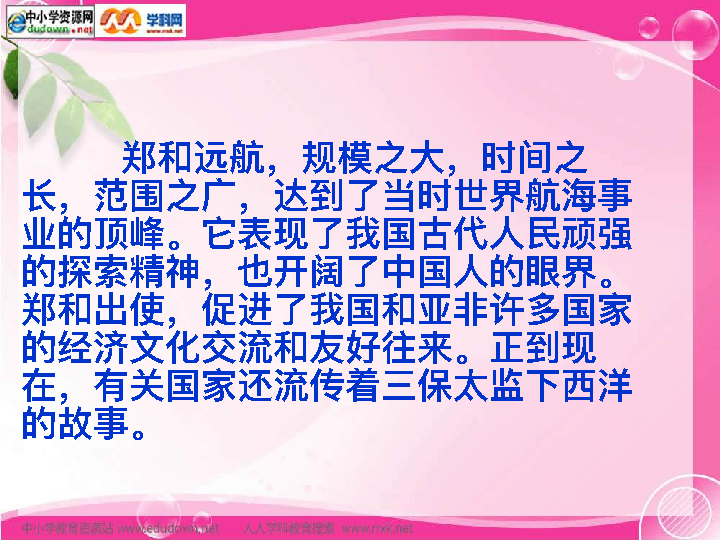 中小学资源网
edudown.net
学科网
www.rrxk.net
郑和远航，规模之大，时间之
长，范围之广，达到了当时世界航海事
业的顶峰。它表现了我国古代人民顽强
的探索精神，也开阔了中国人的眼界。
郑和出使，促进了我国和亚非许多国家
的经济文化交流和友好往来。正到现
在，有关国家还流传着三保太监下西洋
的故事。
中小学教育资源站 www.edudown.net 人人学科教育搜索 www.rrxk.net